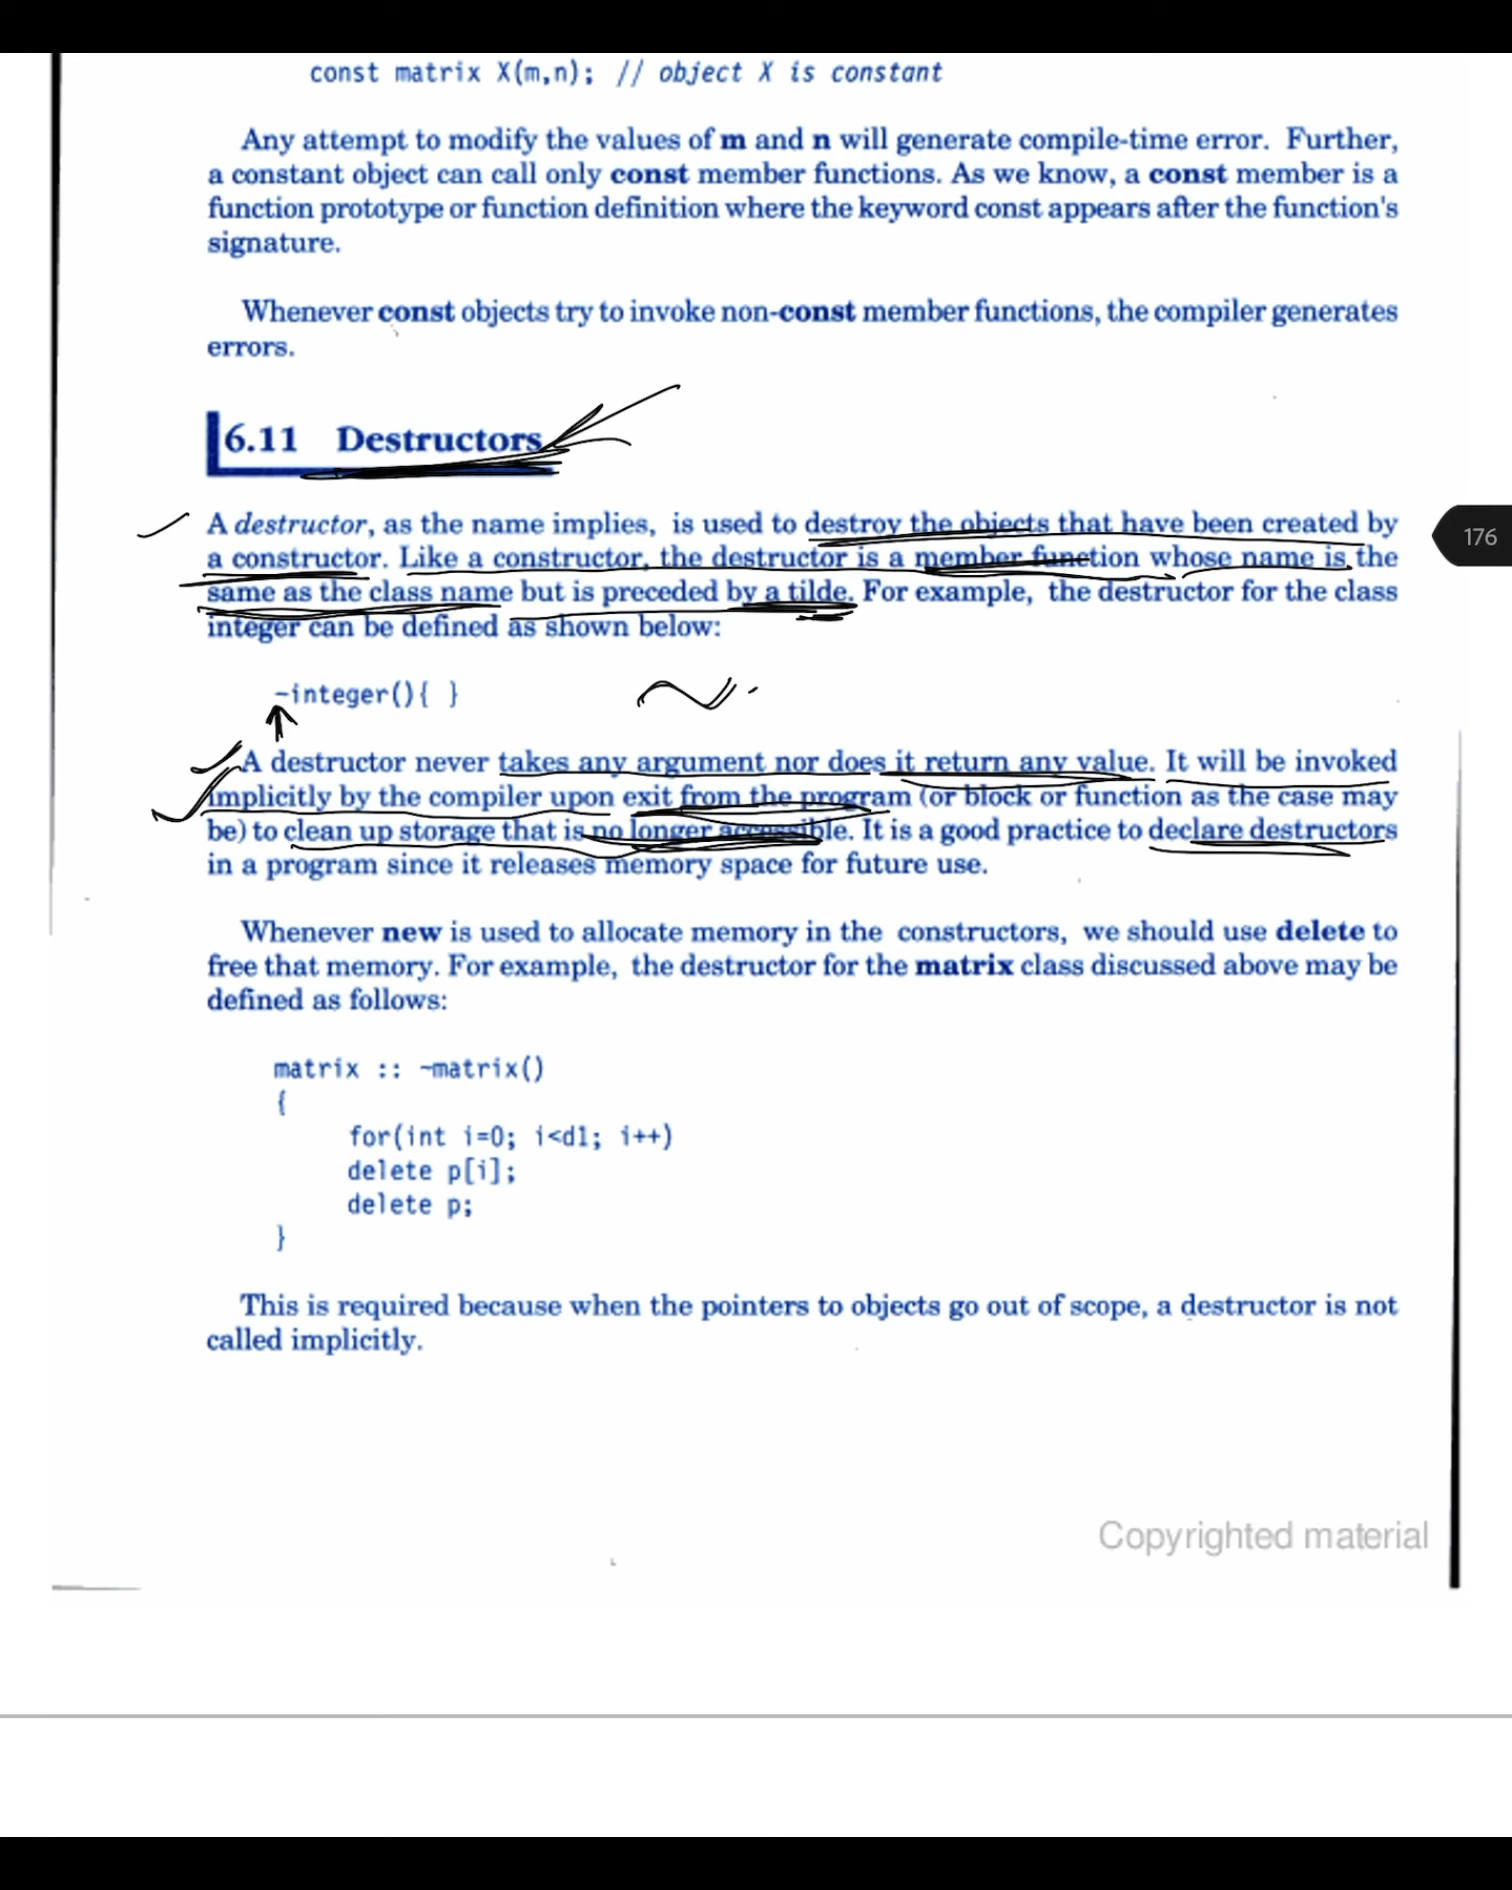 const matrix X(m,n); // object X is constant
Any attempt to modify the values of m and n will generate compile-time error. Further,
a constant object can call only const member functions. As we know, a const member is a
function prototype or function definition where the keyword const appears after the function's
signature.
Whenever const objects try to invoke non-const member functions, the compiler generates
errors.
6.11 Destructors
A destructor, as the name implies, is used to destroy the objects that have been created by
a constructor. Like a constructor, the destructor is a member function whose name is the
same as the class name but is preceded by a tilde. For example, the destructor for the class
integer can be defined as shown below:
~integer(){ }
A destructor never takes any argument nor does it return any value. It will be invoked
implicitly by the compiler upon exit from the program (or block or function as the case may
be) to clean up storage that is no longer accessible. It is a good practice to declare destructors
in a program since it releases memory space for future use.
Whenever new is used to allocate memory in the constructors, we should use delete to
free that memory. For example, the destructor for the matrix class discussed above may be
defined as follows:
matrix :: ~matrix()
{
for(int i=0; i<d1; i++)
delete p[i];
delete p;
}
This is required because when the pointers to objects go out of scope, a destructor is not
called implicitly.
176
Copyrighted material